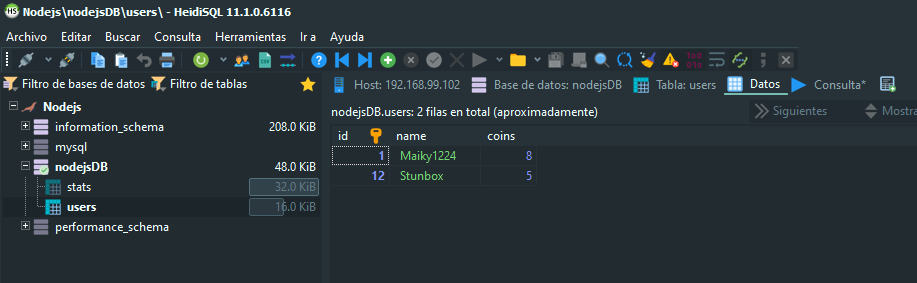 HS Nodejs\nodejsDB\users\ - HeidiSQL 11.1.0.6116
Archivo Editar Buscar Consulta Herramientas Ir a Ayuda
Filtro de bases de datos Filtro de tablas
Host: 192.168.99.102 Base de datos: nodejsDB Tabla: users Datos Consulta*
Nodejs
information_schema 208.0 KiB
mysql
nodejsDB 48.0 KiB
stats 32.0 KiB
users 16.0 KiB
performance_schema
nodejsDB.users: 2 filas en total (aproximadamente)
Siguientes Mostra
id name coins
1 Maiky1224 8
12 Stunbox 5